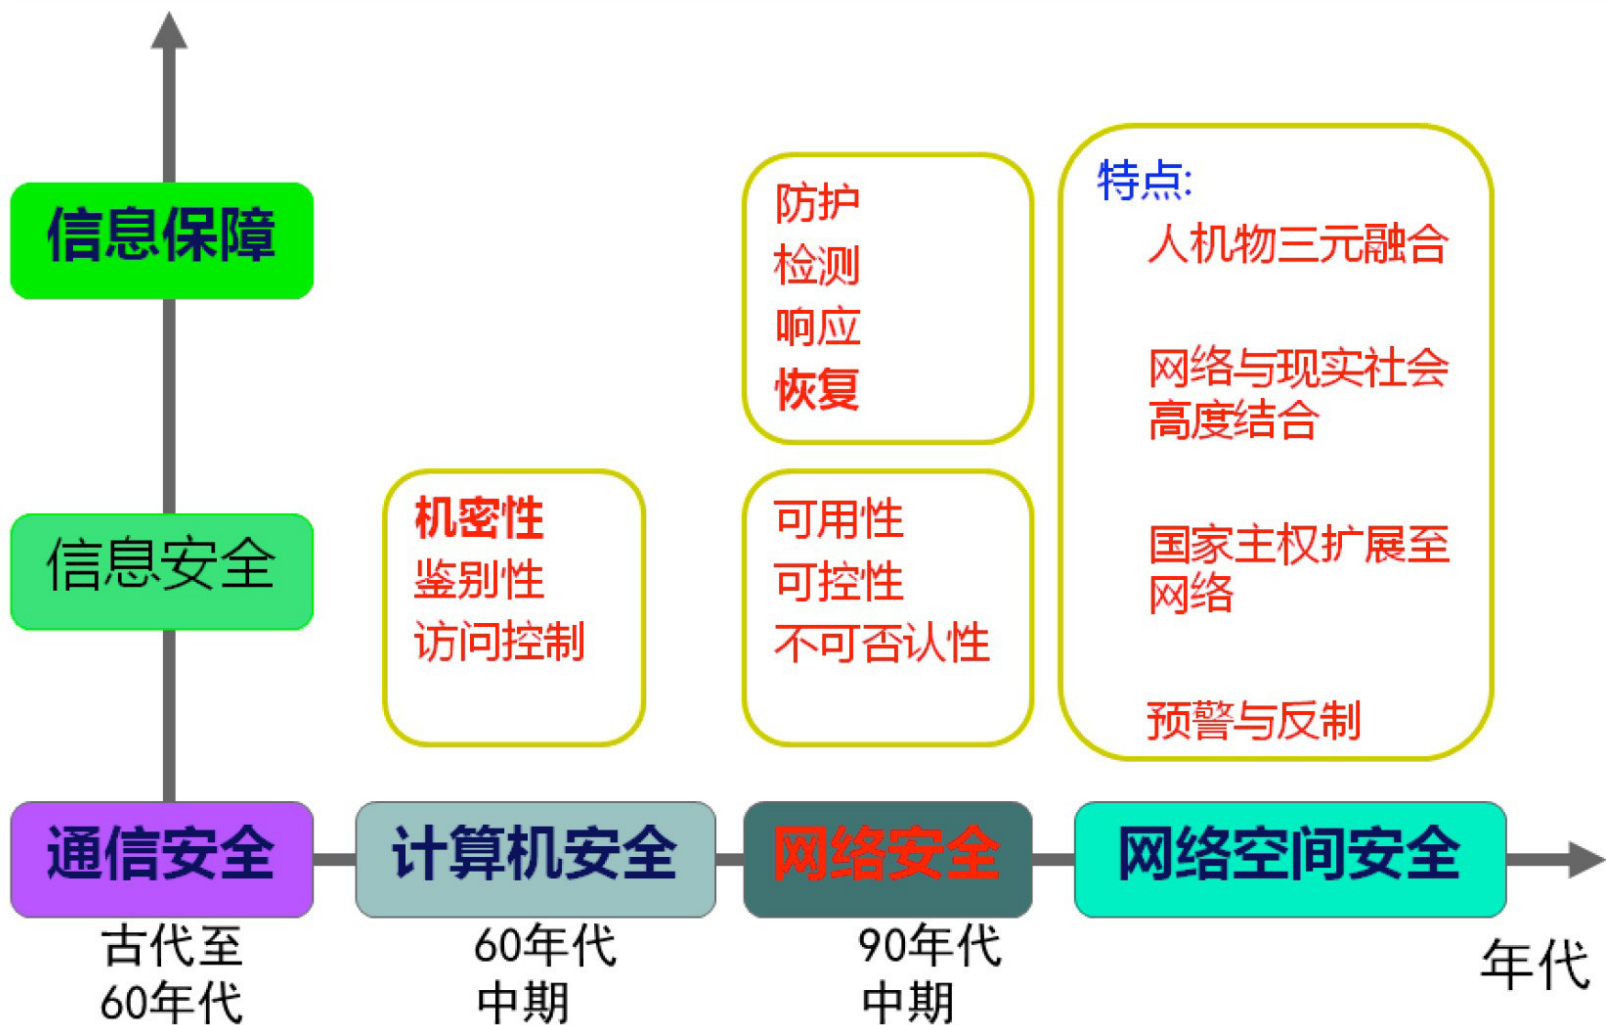 信息保障
防护
检测
响应
恢复
特点:
人机物三元融合
网络与现实社会
高度结合
国家主权扩展至
网络
预警与反制
信息安全
机密性
鉴别性
访问控制
可用性
可控性
不可否认性
通信安全
计算机安全
网络安全
网络空间安全
古代至
60年代
60年代
中期
90年代
中期
年代